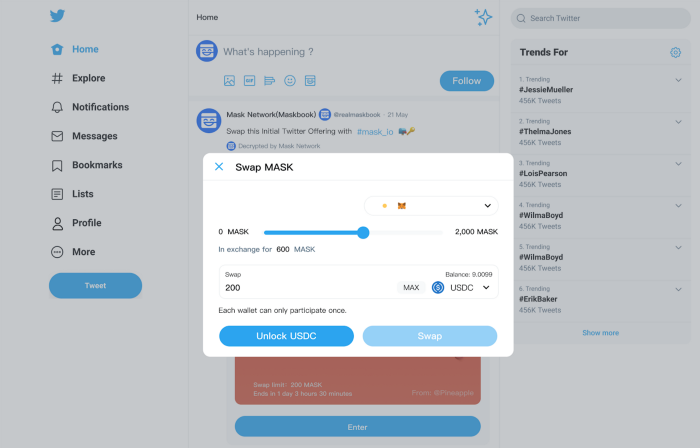 Home
Explore
Notifications
Messages
Bookmarks
Lists
Profile
More
Tweet
Home
What's happening ?
GIF
Follow
Mask Network(Maskbook) @realmaskbook · 21 May
Swap this Initial Twitter Offering with #mask_io
Decrypted by Mask Network
Swap MASK
0 MASK
2,000 MASK
In exchange for 600 MASK
Swap
Balance: 9.0099
200
MAX
USDC
Each wallet can only participate once.
Unlock USDC
Swap
Swap limit: 200 MASK
Ends in 1 day 3 hours 30 minutes
From: @Pineapple
Enter
Search Twitter
Trends For
1. Trending
#JessieMueller
456K Tweets
2. Trending
#ThelmaJones
456K Tweets
3. Trending
#LoisPearson
456K Tweets
4. Trending
#WilmaBoyd
456K Tweets
5. Trending
#WilmaBoyd
456K Tweets
6. Trending
#ErikBaker
456K Tweets
Show more